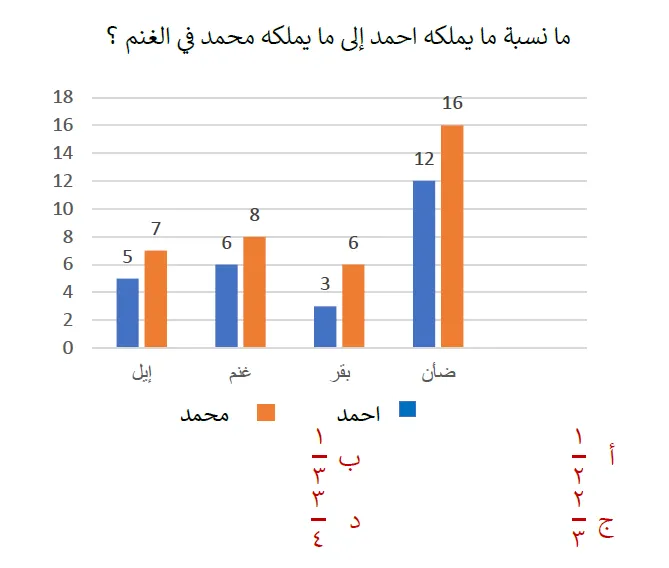 ما نسبة ما يملكه احمد إلى ما يملكه محمد في الغنم ؟
18
16
14
12
10
8
6
4
2
0
5
7
6
8
3
6
12
16
إيل
غنم
بقر
ضأن
احمد
محمد
أ ١/٢
ب ١/٣
ج ٢/٣
د ٣/٤